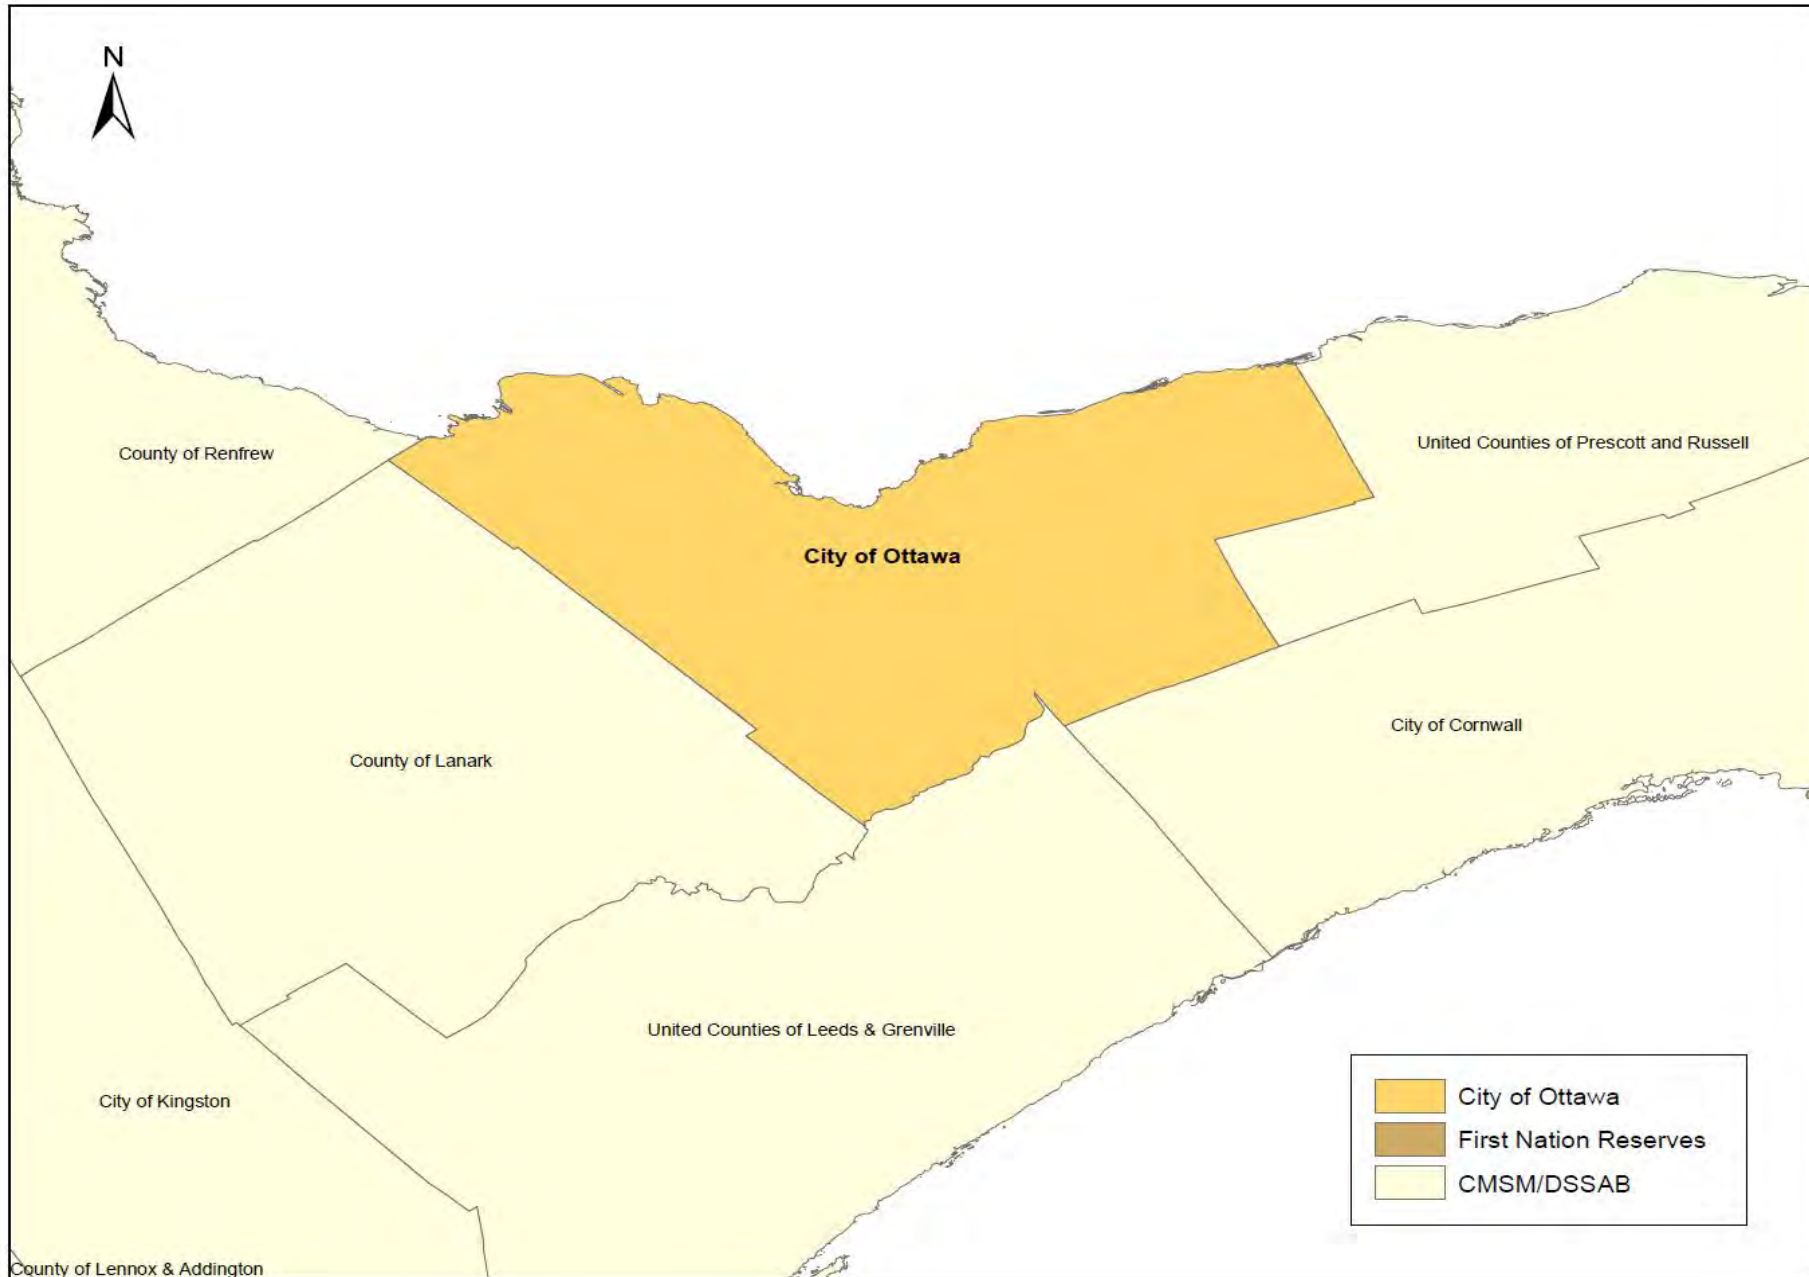 N
County of Renfrew
United Counties of Prescott and Russell
City of Ottawa
City of Cornwall
County of Lanark
United Counties of Leeds & Grenville
City of Kingston
County of Lennox & Addington
City of Ottawa
First Nation Reserves
CMSM/DSSAB